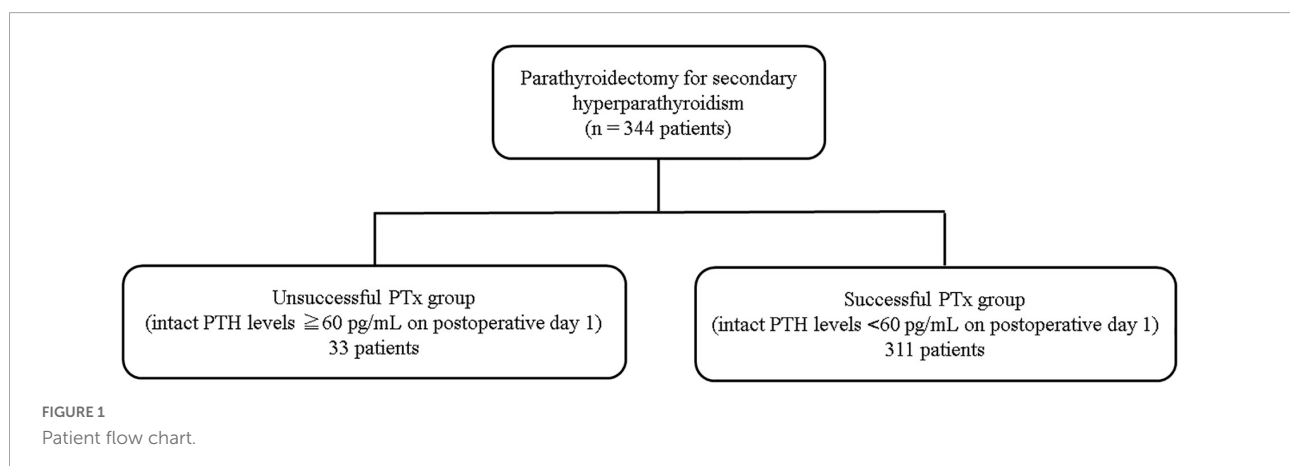 Parathyroidectomy for secondary
hyperparathyroidism
(n = 344 patients)
Unsuccessful PTx group
(intact PTH levels ≧60 pg/mL on postoperative day 1)
33 patients
Successful PTx group
(intact PTH levels <60 pg/mL on postoperative day 1)
311 patients
FIGURE 1
Patient flow chart.